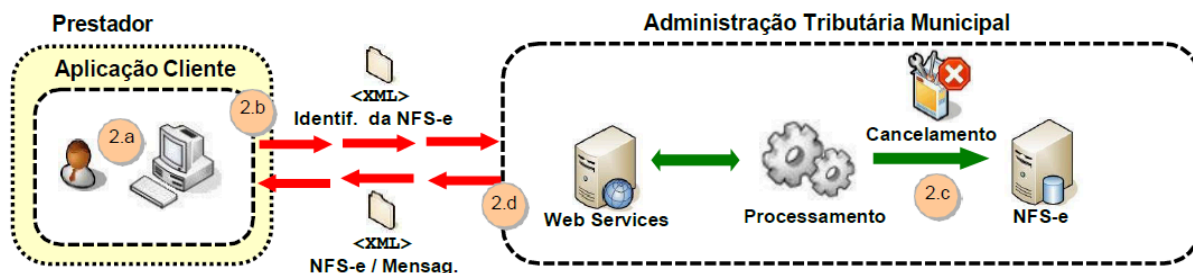 Prestador
Administração Tributária Municipal
Aplicação Cliente
2.a
2.b
<XML>
Identif. da NFS-e
Cancelamento
2.c
2.d
Web Services
Processamento
NFS-e
<XML>
NFS-e / Mensag.